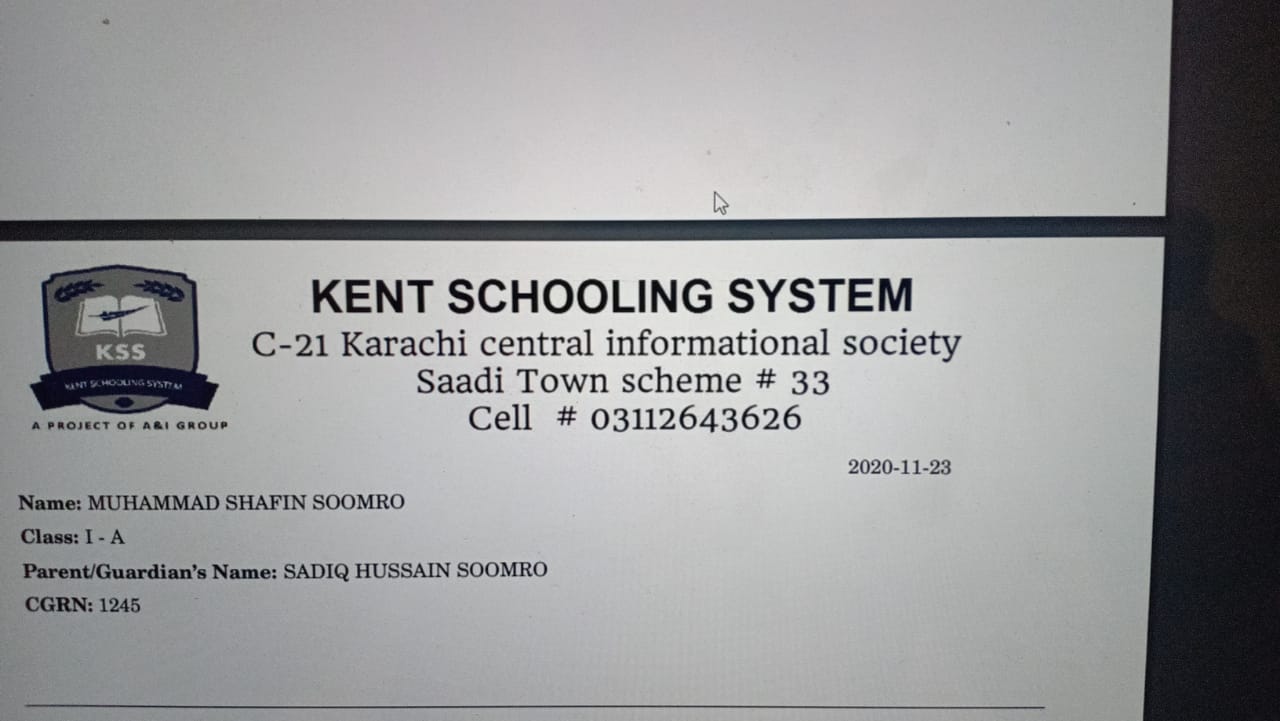 KENT SCHOOLING SYSTEM
C-21 Karachi central informational society
Saadi Town scheme # 33
Cell # 03112643626
KSS
KENT SCHOOLING SYSTEM
A PROJECT OF A&I GROUP
2020-11-23
Name: MUHAMMAD SHAFIN SOOMRO
Class: I - A
Parent/Guardian's Name: SADIQ HUSSAIN SOOMRO
CGRN: 1245